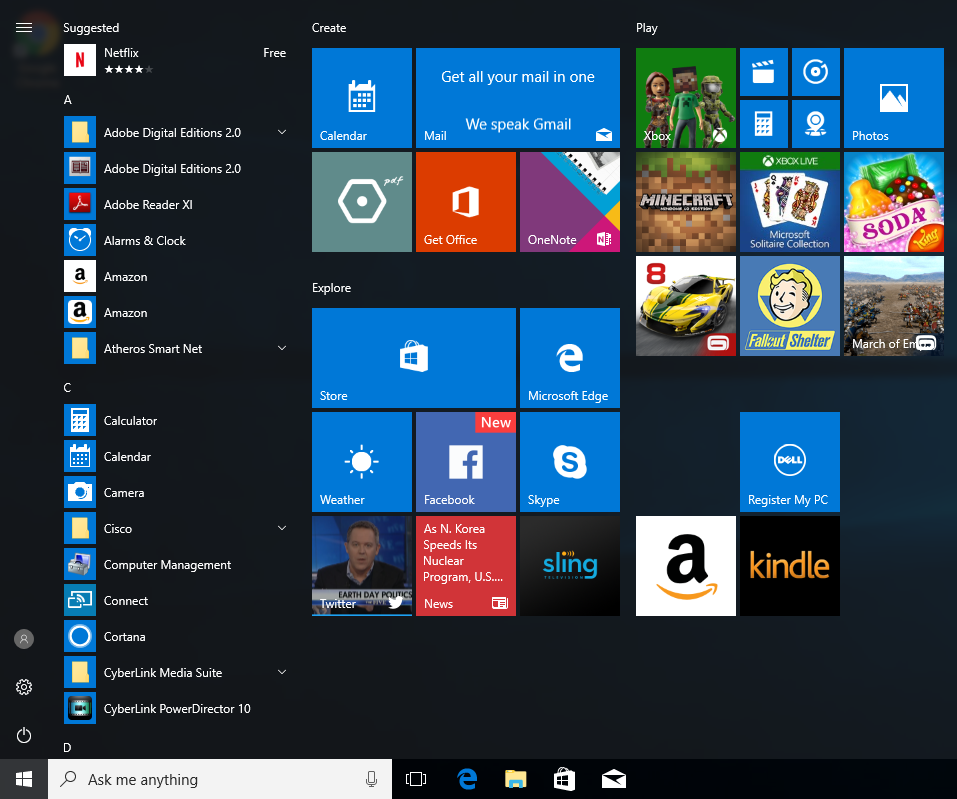 Suggested
Netflix
Free
A
Adobe Digital Editions 2.0
Adobe Digital Editions 2.0
Adobe Reader XI
Alarms & Clock
a
Amazon
a
Amazon
Atheros Smart Net
C
Calculator
Calendar
Camera
Cisco
Computer Management
Connect
Cortana
CyberLink Media Suite
CyberLink PowerDirector 10
D
Ask me anything
Create
Calendar
Get all your mail in one
We speak Gmail
Mail
pdf
Get Office
OneNote
Explore
Store
Microsoft Edge
Weather
New
Facebook
Skype
EARTH DAY POLITICS
Twitter
As N. Korea
Speeds Its
Nuclear
Program, U.S....
News
sling
TELEVISION
Play
Xbox
Photos
MINECRAFT
WINDOWS 10 EDITION
XBOX LIVE
Microsoft
Solitaire Collection
SODA
King
8
Fallout Shelter
March of Em
DELL
Register My PC
a
kindle